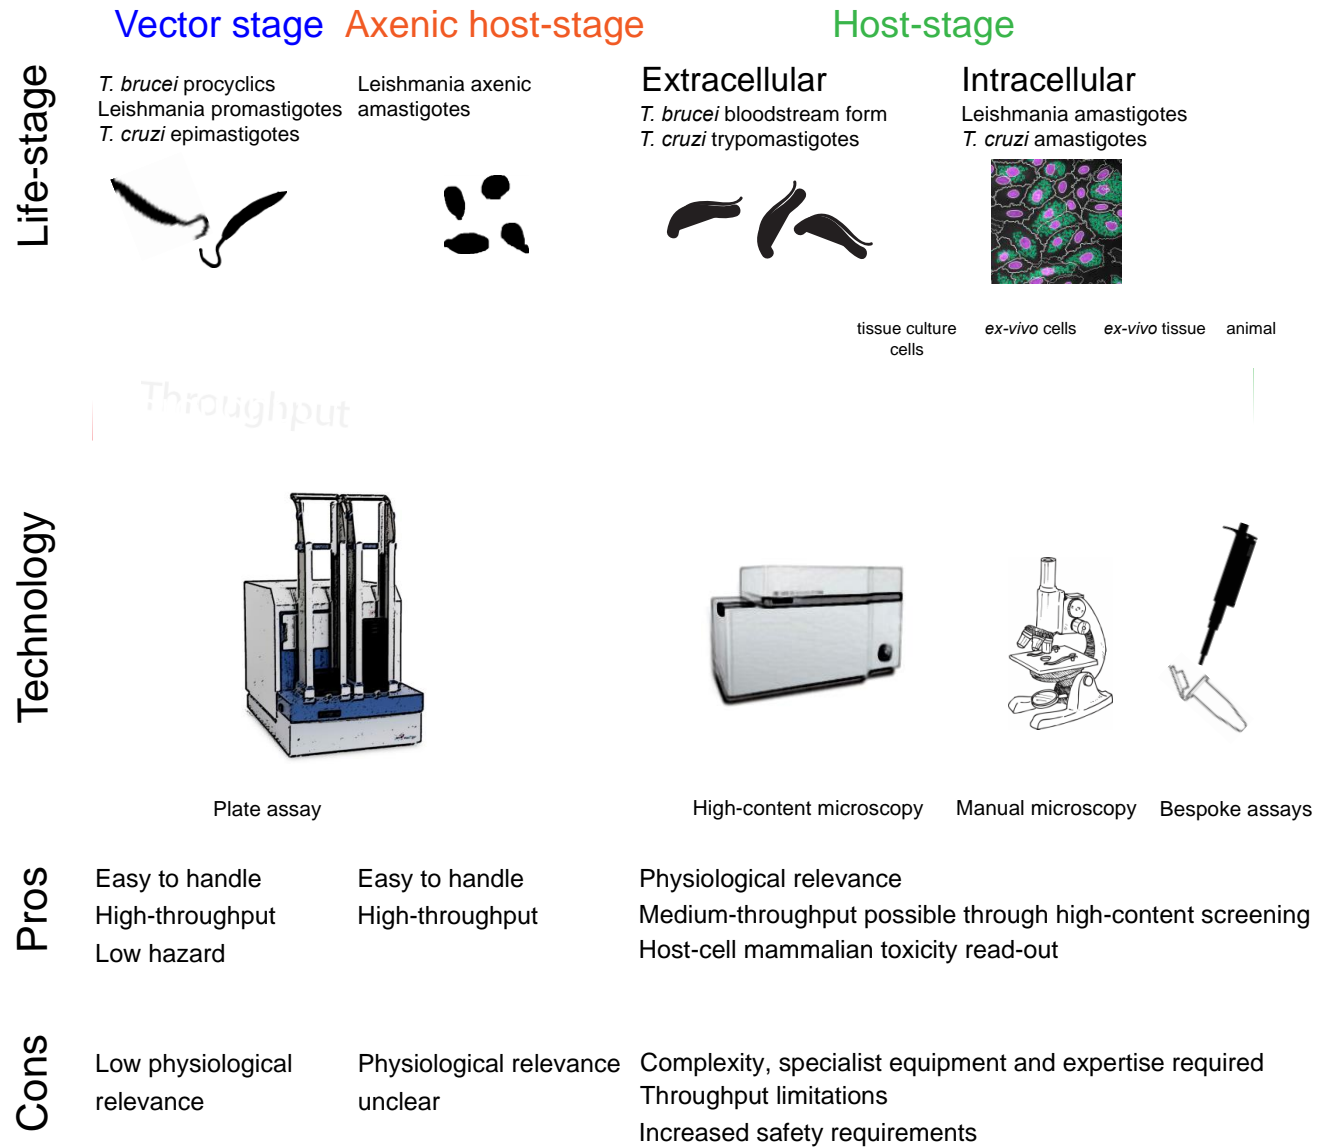 Vector stage
Axenic host-stage
Host-stage
Life-stage
T. brucei procyclics
Leishmania promastigotes
T. cruzi epimastigotes
Leishmania axenic
amastigotes
Extracellular
T. brucei bloodstream form
T. cruzi trypomastigotes
Intracellular
Leishmania amastigotes
T. cruzi amastigotes
tissue culture
cells
ex-vivo cells
ex-vivo tissue
animal
Throughput
Technology
Plate assay
High-content microscopy
Manual microscopy
Bespoke assays
Pros
Easy to handle
High-throughput
Low hazard
Easy to handle
High-throughput
Physiological relevance
Medium-throughput possible through high-content screening
Host-cell mammalian toxicity read-out
Cons
Low physiological
relevance
Physiological relevance
unclear
Complexity, specialist equipment and expertise required
Throughput limitations
Increased safety requirements